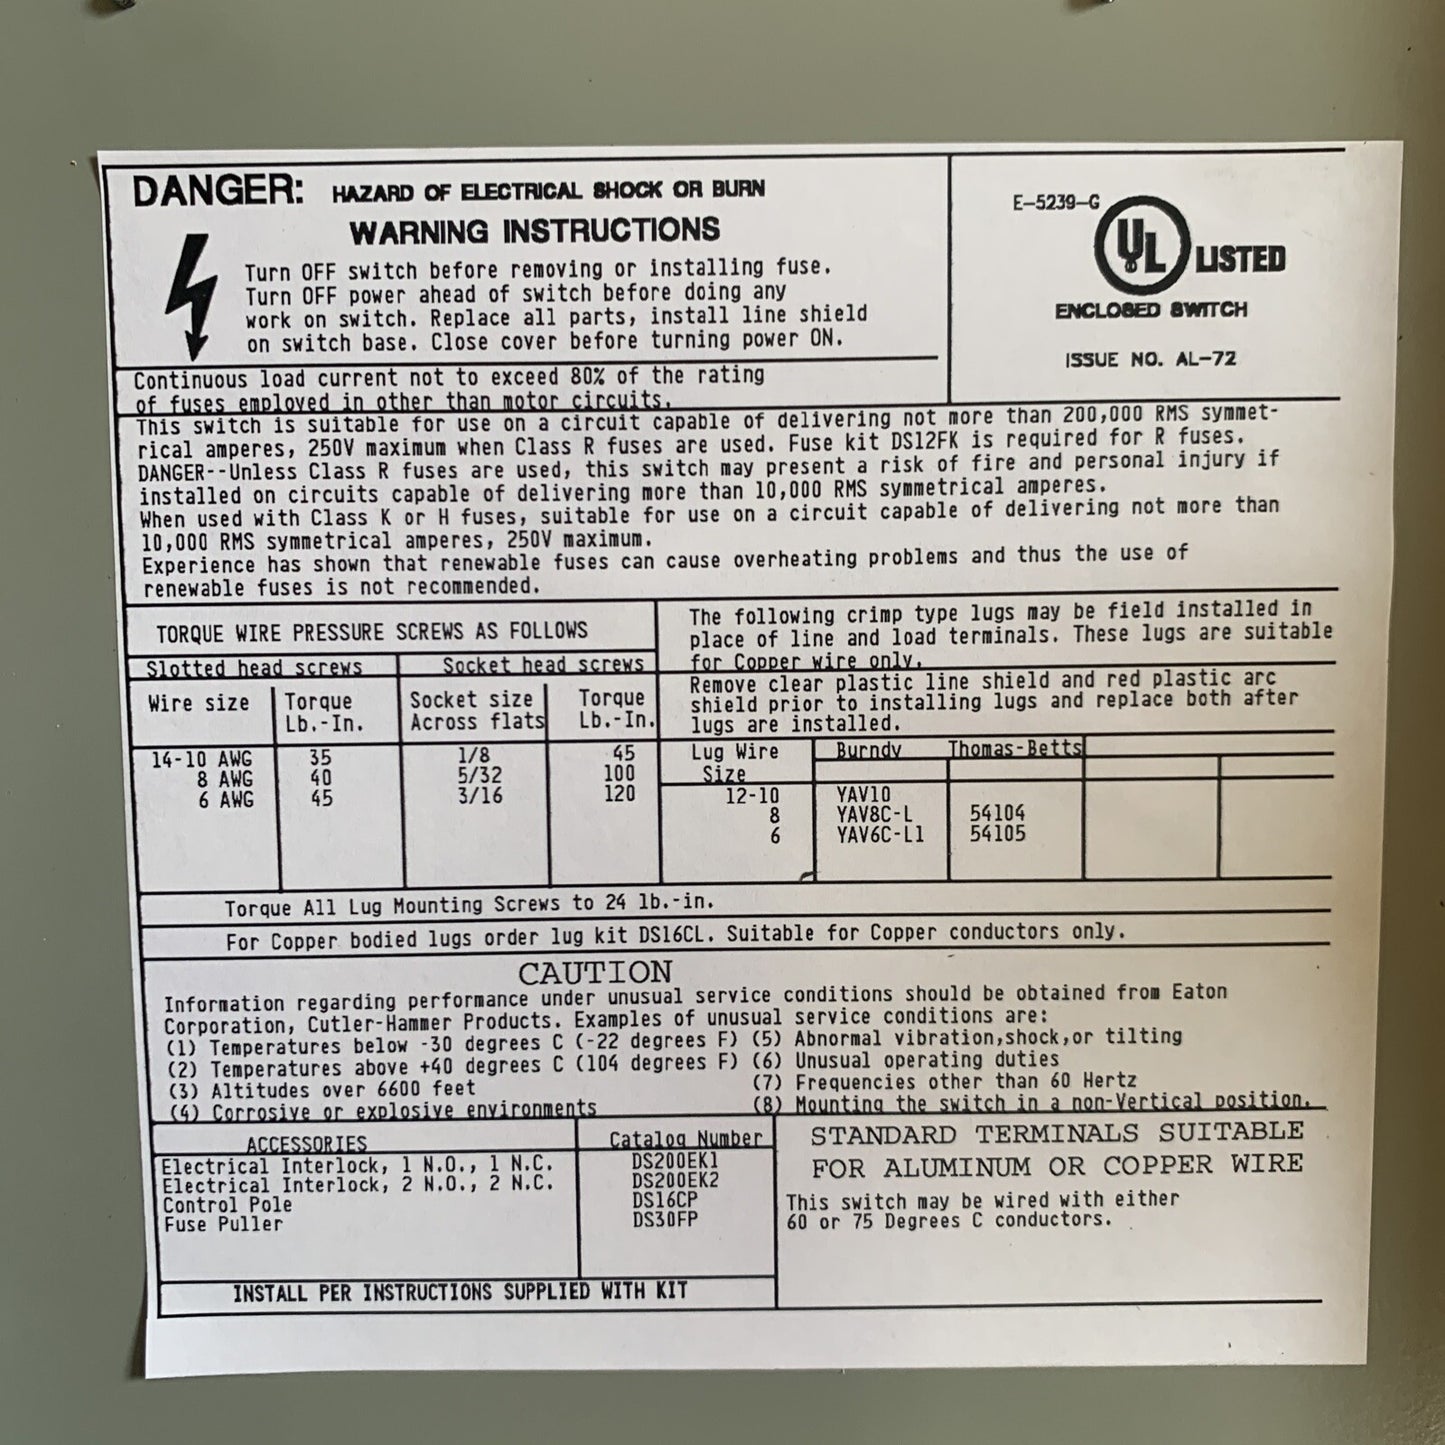 DANGER: HAZARD OF ELECTRICAL SHOCK OR BURN
WARNING INSTRUCTIONS
Turn OFF switch before removing or installing fuse.
Turn OFF power ahead of switch before doing any
work on switch. Replace all parts, install line shield
on switch base. Close cover before turning power ON.
E-5239-G
UL LISTED
ENCLOSED SWITCH
ISSUE NO. AL-72
Continuous load current not to exceed 80% of the rating
of fuses employed in other than motor circuits.
This switch is suitable for use on a circuit capable of delivering not more than 200,000 RMS symmet-
rical amperes, 250V maximum when Class R fuses are used. Fuse kit DS12FK is required for R fuses.
DANGER--Unless Class R fuses are used, this switch may present a risk of fire and personal injury if
installed on circuits capable of delivering more than 10,000 RMS symmetrical amperes.
When used with Class K or H fuses, suitable for use on a circuit capable of delivering not more than
10,000 RMS symmetrical amperes, 250V maximum.
Experience has shown that renewable fuses can cause overheating problems and thus the use of
renewable fuses is not recommended.
TORQUE WIRE PRESSURE SCREWS AS FOLLOWS
Slotted head screws Socket head screws
Wire size Torque Socket size Torque
Lb.-In. Across flats Lb.-In.
14-10 AWG 35 1/8 45
8 AWG 40 5/32 100
6 AWG 45 3/16 120
The following crimp type lugs may be field installed in
place of line and load terminals. These lugs are suitable
for Copper wire only.
Remove clear plastic line shield and red plastic arc
shield prior to installing lugs and replace both after
lugs are installed.
Lug Wire Burndy Thomas-Betts
Size
12-10 YAV10
8 YAV8C-L 54104
6 YAV6C-L1 54105
Torque All Lug Mounting Screws to 24 lb.-in.
For Copper bodied lugs order lug kit DS16CL. Suitable for Copper conductors only.
CAUTION
Information regarding performance under unusual service conditions should be obtained from Eaton
Corporation, Cutler-Hammer Products. Examples of unusual service conditions are:
(1) Temperatures below -30 degrees C (-22 degrees F) (5) Abnormal vibration,shock,or tilting
(2) Temperatures above +40 degrees C (104 degrees F) (6) Unusual operating duties
(3) Altitudes over 6600 feet (7) Frequencies other than 60 Hertz
(4) Corrosive or explosive environments (8) Mounting the switch in a non-Vertical position.
ACCESSORIES Catalog Number
Electrical Interlock, 1 N.O., 1 N.C. DS200EK1
Electrical Interlock, 2 N.O., 2 N.C. DS200EK2
Control Pole DS16CP
Fuse Puller DS30FP
INSTALL PER INSTRUCTIONS SUPPLIED WITH KIT
STANDARD TERMINALS SUITABLE
FOR ALUMINUM OR COPPER WIRE
This switch may be wired with either
60 or 75 Degrees C conductors.